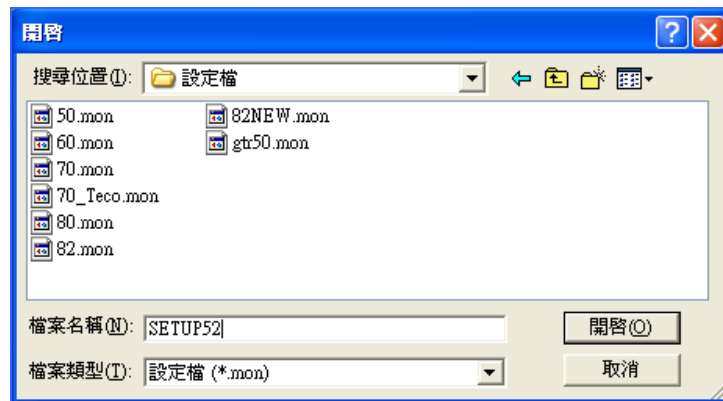 開啓
搜尋位置(I): 設定檔
50.mon
60.mon
70.mon
70_Teco.mon
80.mon
82.mon
82NEW.mon
gtr50.mon
檔案名稱(N): SETUP52
開啓(O)
檔案類型(T): 設定檔 (*.mon)
取消